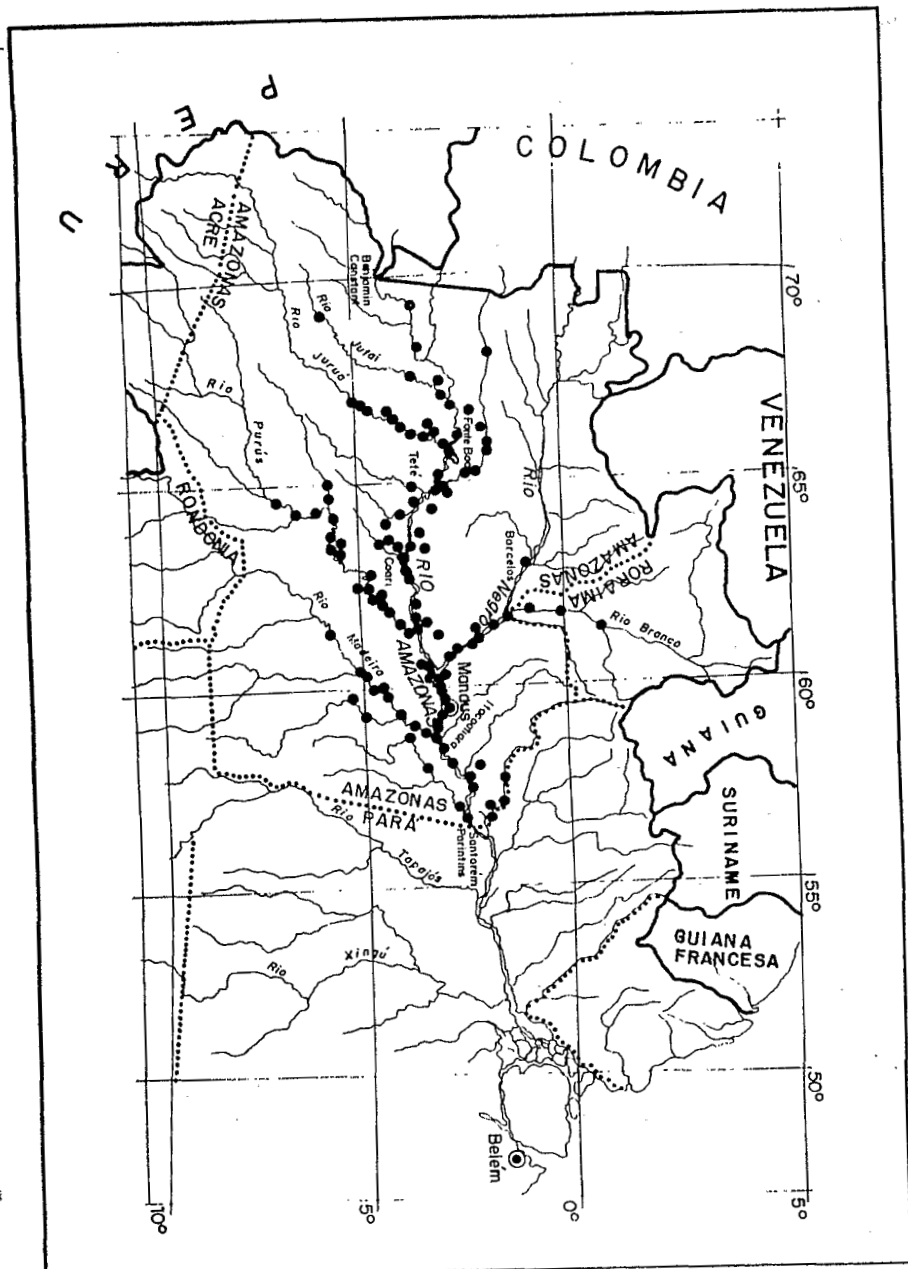 COLOMBIA
VENEZUELA
GUIANA
SURINAME
GUIANA
FRANCESA
PERU
70°
65°
60°
55°
50°
5°
0°
5°
10°
AMAZONAS
ACRE
Benjamin
Constant
Rio
Jutaí
Rio
Juruá
Rio
Purús
Fonte Boa
Tefé
Coari
RIO
AMAZONAS
RIO
Negro
Barcelos
AMAZONAS
RORAIMA
Rio Branco
RONDONIA
Rio
Madeira
Manaus
Itacoatiara
AMAZONAS
PARÁ
Santarém
Parintins
Rio
Tapajós
Rio
Xingú
Belém